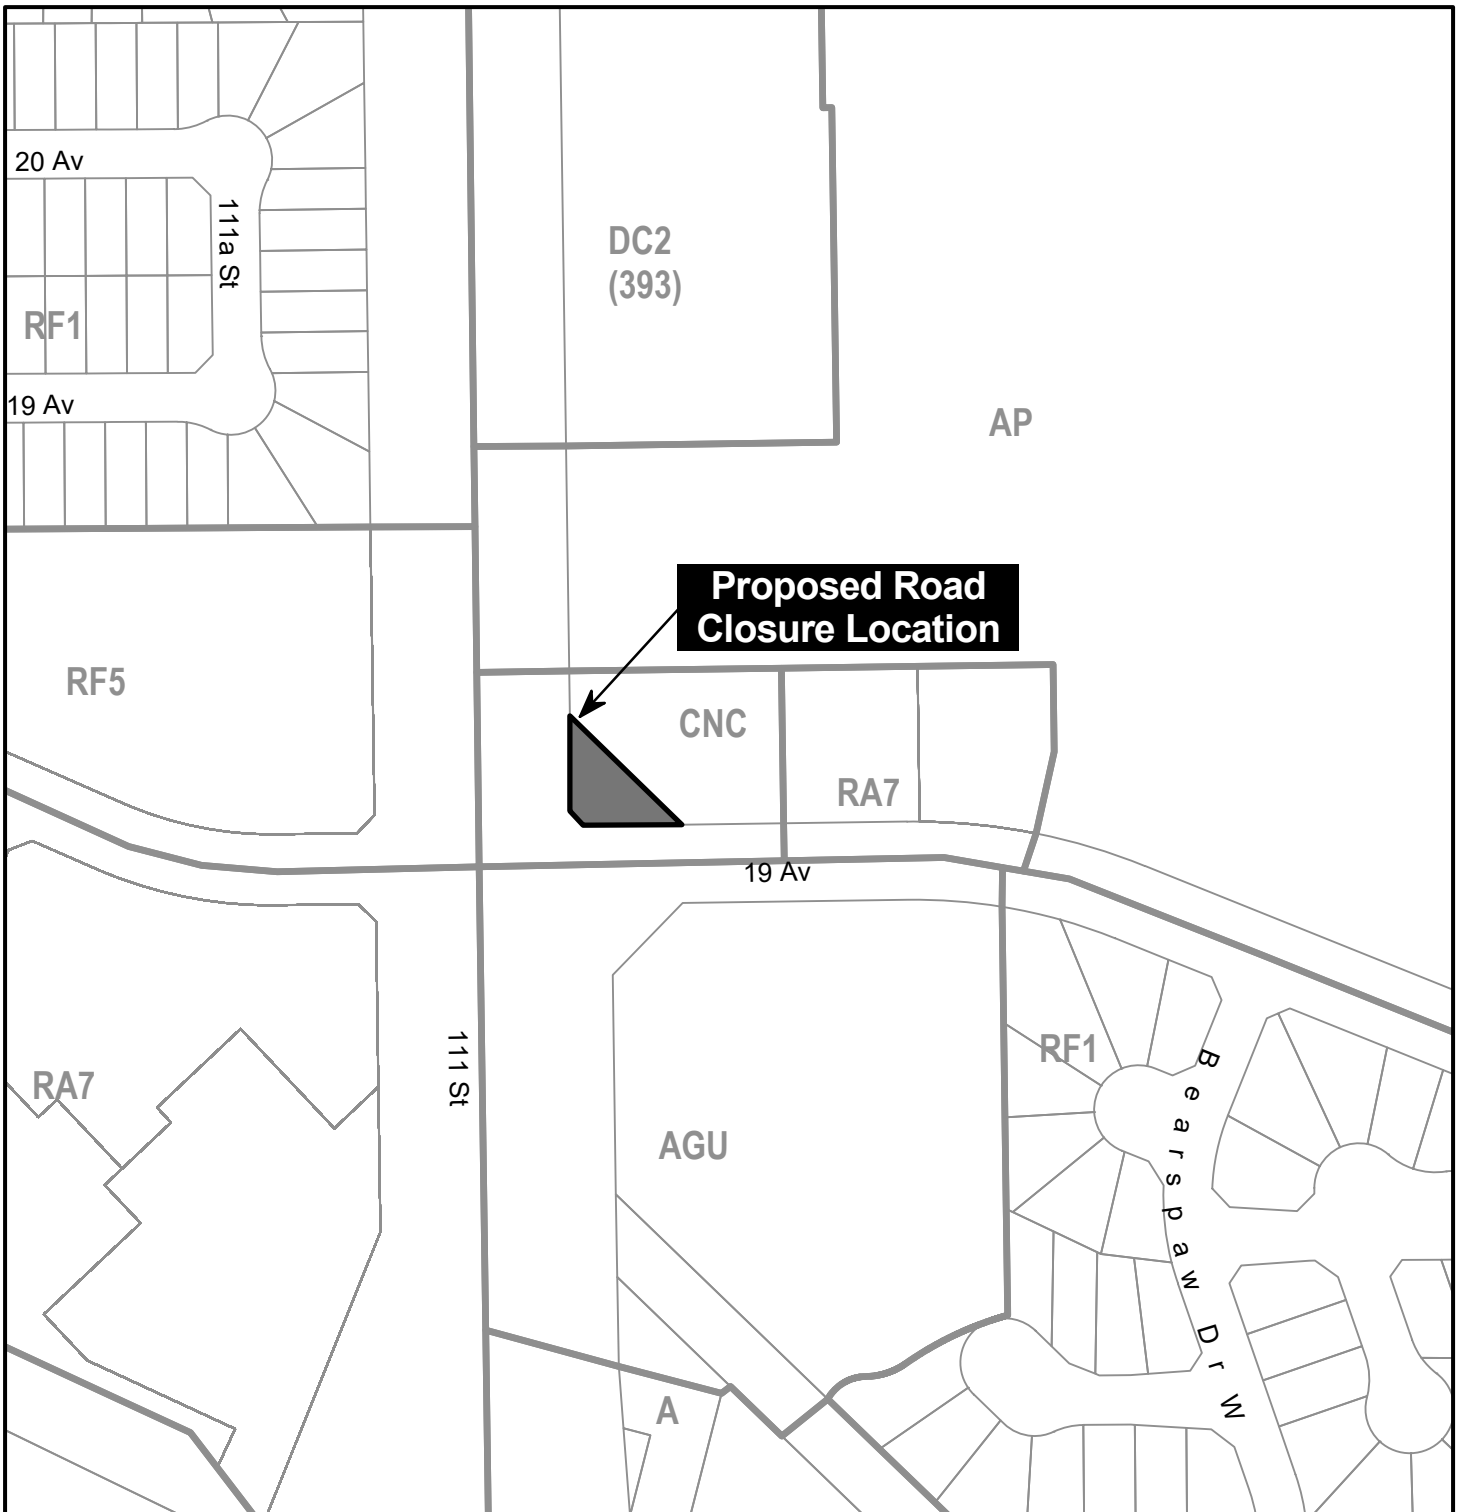 20 Av
111a St
DC2
(393)
RF1
19 Av
AP
Proposed Road
Closure Location
RF5
CNC
RA7
19 Av
111 St
RF1
RA7
AGU
Bearspaw Dr W
A